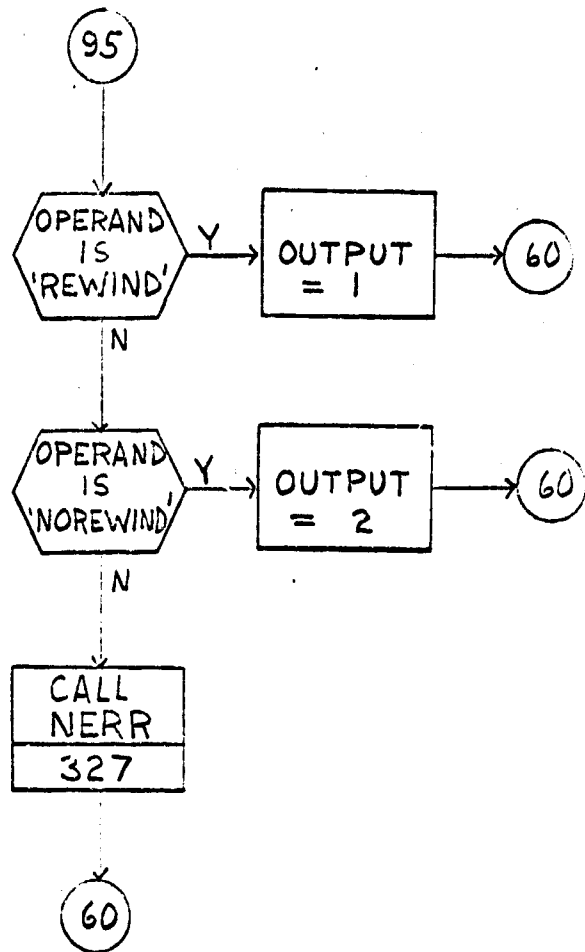 95
OPERAND
IS
'REWIND'
Y
OUTPUT
= 1
60
N
OPERAND
IS
'NOREWIND'
Y
OUTPUT
= 2
60
N
CALL
NERR
327
60